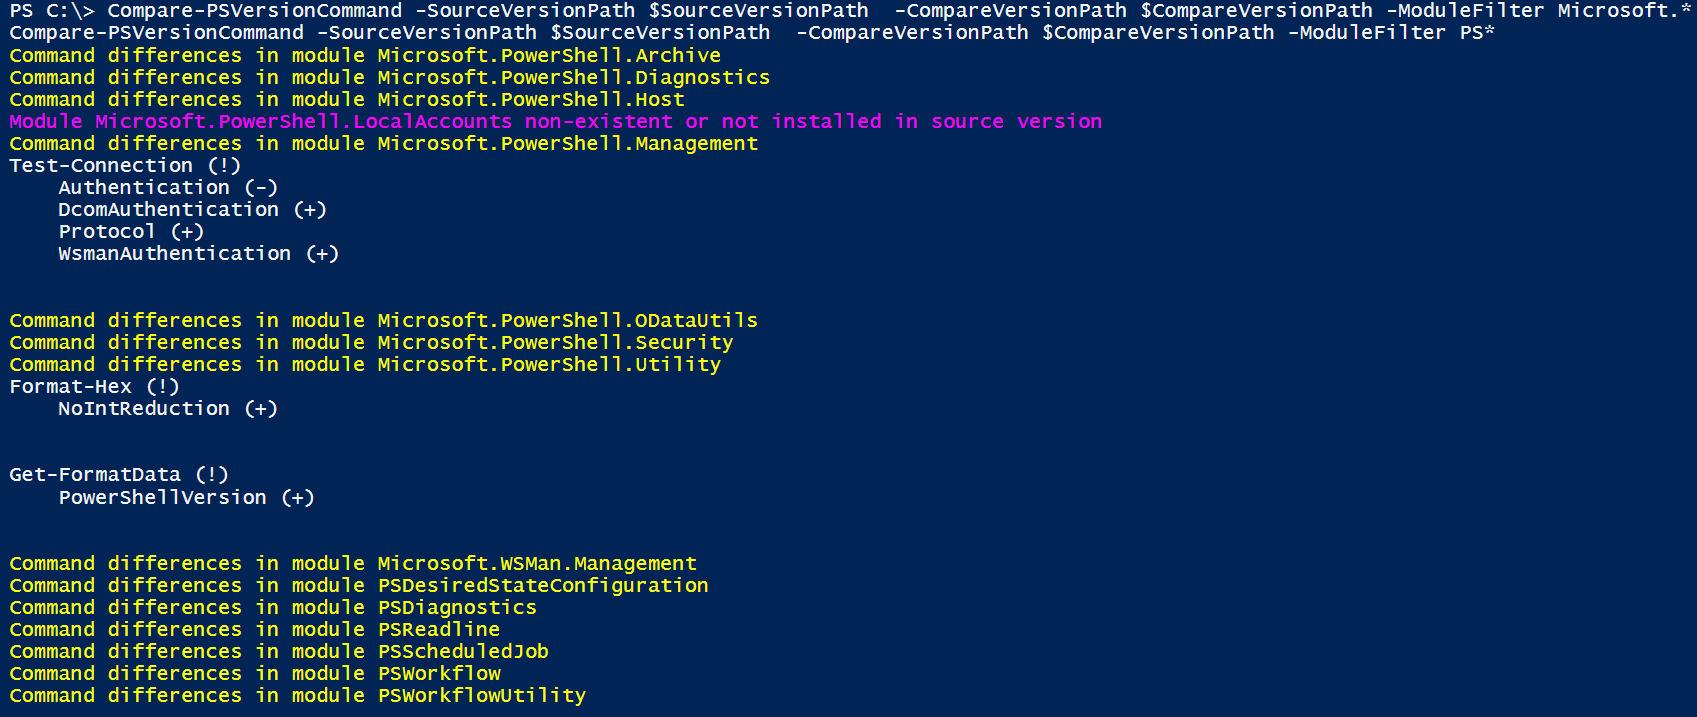 PS C:\> Compare-PSVersionCommand -SourceVersionPath $SourceVersionPath  -CompareVersionPath $CompareVersionPath -ModuleFilter Microsoft.*
Compare-PSVersionCommand -SourceVersionPath $SourceVersionPath  -CompareVersionPath $CompareVersionPath -ModuleFilter PS*
Command differences in module Microsoft.PowerShell.Archive
Command differences in module Microsoft.PowerShell.Diagnostics
Command differences in module Microsoft.PowerShell.Host
Module Microsoft.PowerShell.LocalAccounts non-existent or not installed in source version
Command differences in module Microsoft.PowerShell.Management
Test-Connection (!)
    Authentication (-)
    DcomAuthentication (+)
    Protocol (+)
    WsmanAuthentication (+)
Command differences in module Microsoft.PowerShell.ODataUtils
Command differences in module Microsoft.PowerShell.Security
Command differences in module Microsoft.PowerShell.Utility
Format-Hex (!)
    NoIntReduction (+)
Get-FormatData (!)
    PowerShellVersion (+)
Command differences in module Microsoft.WSMan.Management
Command differences in module PSDesiredStateConfiguration
Command differences in module PSDiagnostics
Command differences in module PSReadline
Command differences in module PSScheduledJob
Command differences in module PSWorkflow
Command differences in module PSWorkflowUtility